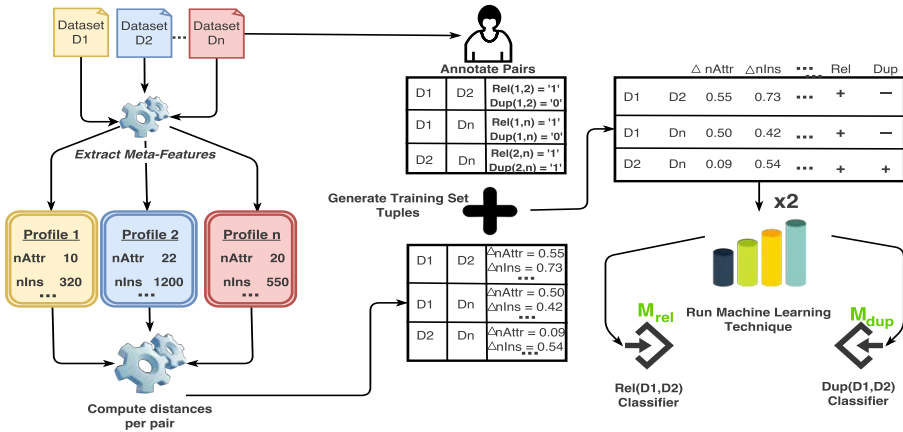 Dataset
D1
Dataset
D2
...
Dataset
Dn
Extract Meta-Features
Profile 1
nAttr 10
nIns 320
...
Profile 2
nAttr 22
nIns 1200
...
Profile n
nAttr 20
nIns 550
...
Compute distances
per pair
Annotate Pairs
D1 D2 Rel(1,2) = '1'
Dup(1,2) = '0'
D1 Dn Rel(1,n) = '1'
Dup(1,n) = '0'
D2 Dn Rel(2,n) = '1'
Dup(2,n) = '1'
Generate Training Set
Tuples
D1 D2 △nAttr = 0.55
△nIns = 0.73
...
D1 Dn △nAttr = 0.50
△nIns = 0.42
...
D2 Dn △nAttr = 0.09
△nIns = 0.54
...
△ nAttr △nIns ... Rel Dup
D1 D2 0.55 0.73 ... + −
D1 Dn 0.50 0.42 ... + −
D2 Dn 0.09 0.54 ... + +
x2
Run Machine Learning
Technique
Mrel
Rel(D1,D2)
Classifier
Mdup
Dup(D1,D2)
Classifier